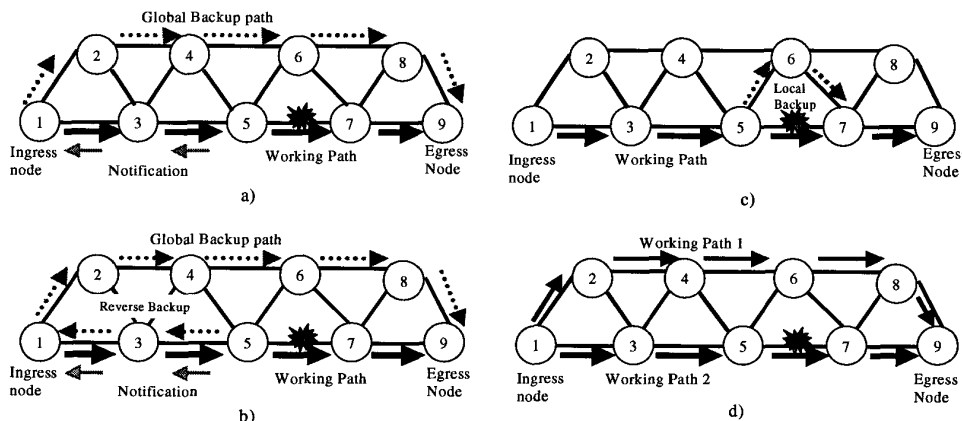 Global Backup path
2
4
6
8
1
3
5
7
9
Ingress
node
Notification
Working Path
Egress
Node
a)
2
4
6
8
Local
Backup
1
3
5
7
9
Ingress
node
Working Path
Egress
Node
c)
Global Backup path
2
4
6
8
Reverse Backup
1
3
5
7
9
Ingress
node
Notification
Working Path
Egress
Node
b)
Working Path 1
2
4
6
8
1
3
5
7
9
Ingress
node
Working Path 2
Egress
Node
d)